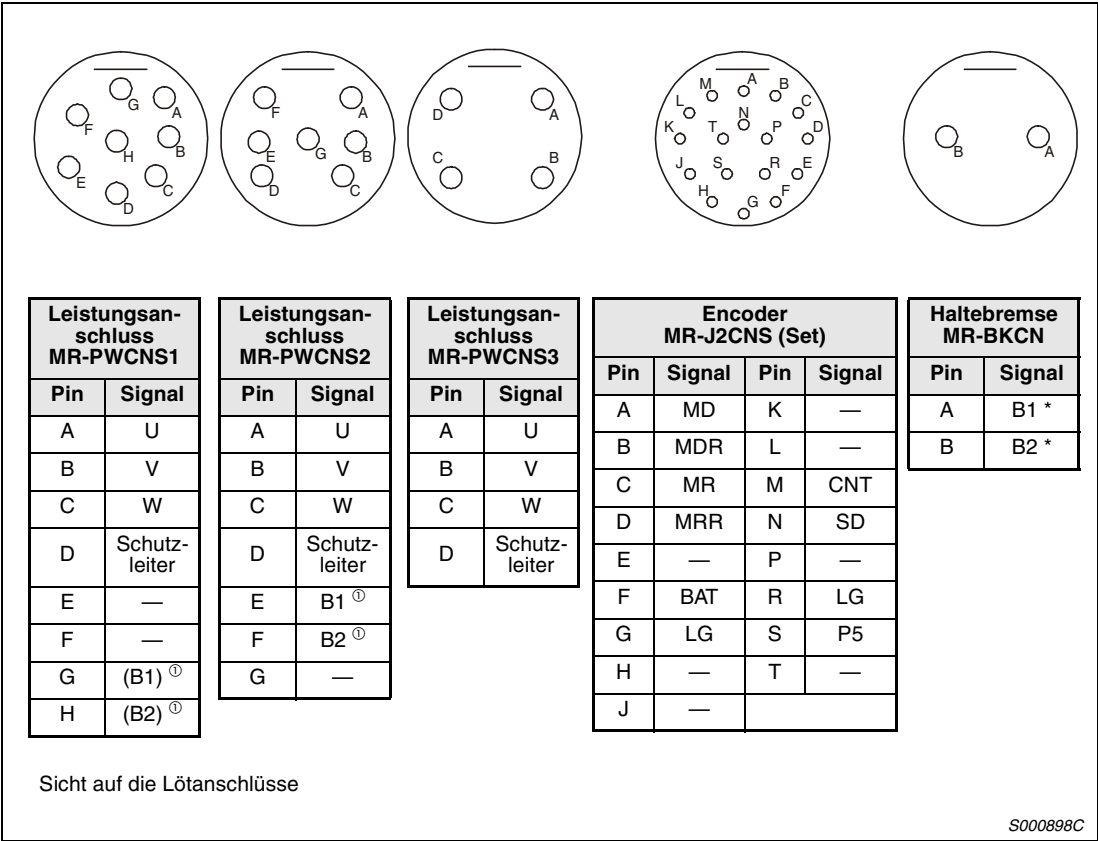 G
A
F
B
H
E
C
D
F
A
E
G
B
D
C
D
A
C
B
M
A
B
L
C
N
K
T
P
D
J
S
R
E
H
G
F
B
A
Leistungsan-
schluss
MR-PWCNS1
Pin Signal
A U
B V
C W
D Schutz-
leiter
E —
F —
G (B1) ①
H (B2) ①
Leistungsan-
schluss
MR-PWCNS2
Pin Signal
A U
B V
C W
D Schutz-
leiter
E B1 ①
F B2 ①
G —
Leistungsan-
schluss
MR-PWCNS3
Pin Signal
A U
B V
C W
D Schutz-
leiter
Encoder
MR-J2CNS (Set)
Pin Signal Pin Signal
A MD K —
B MDR L —
C MR M CNT
D MRR N SD
E — P —
F BAT R LG
G LG S P5
H — T —
J —
Haltebremse
MR-BKCN
Pin Signal
A B1 *
B B2 *
Sicht auf die Lötanschlüsse
S000898C